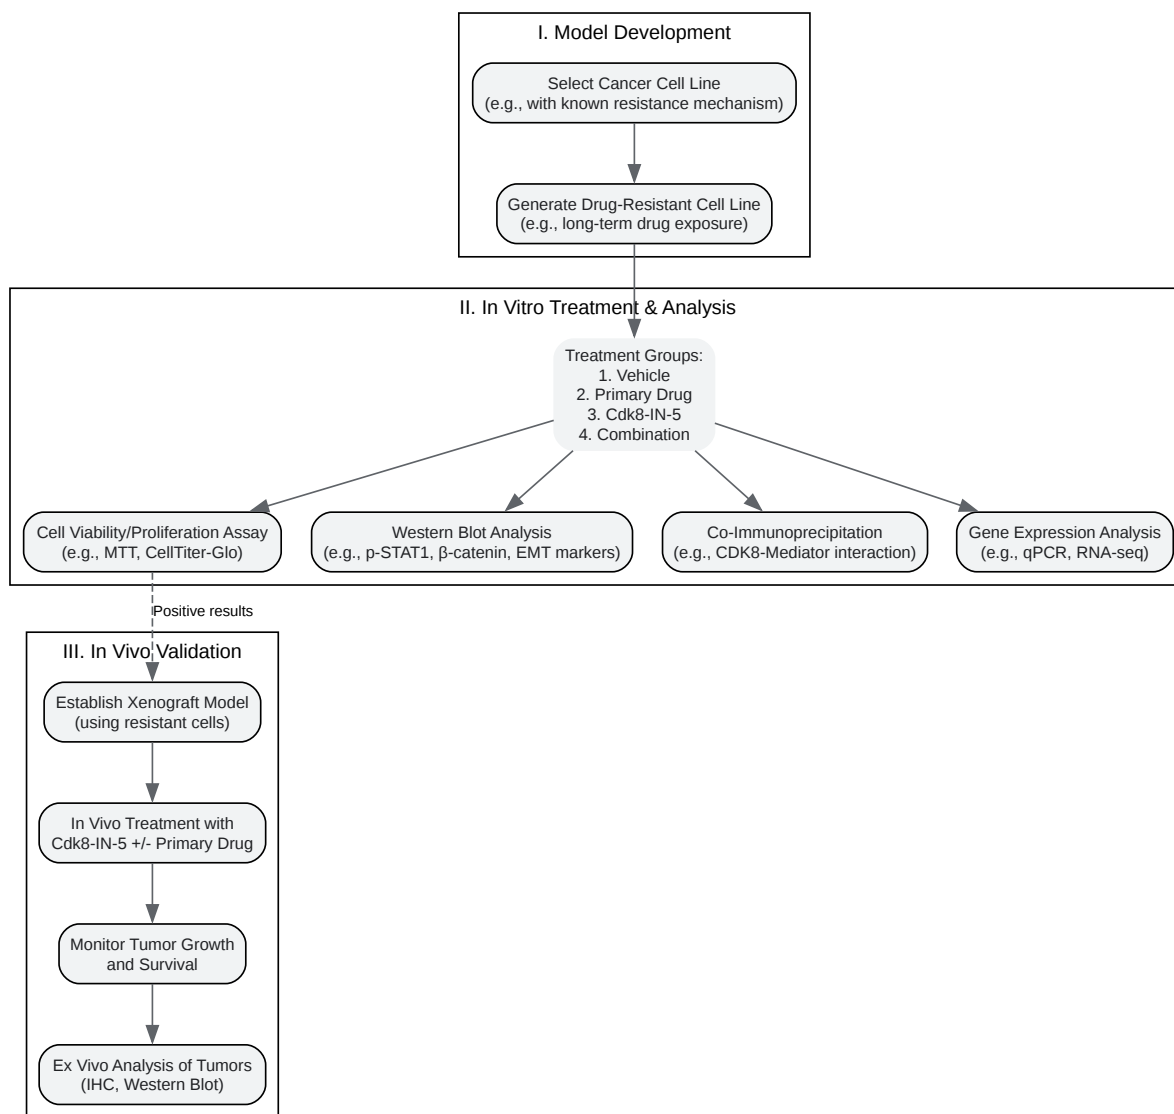 I. Model Development
Select Cancer Cell Line
(e.g., with known resistance mechanism)
Generate Drug-Resistant Cell Line
(e.g., long-term drug exposure)
II. In Vitro Treatment & Analysis
Treatment Groups:
1. Vehicle
2. Primary Drug
3. Cdk8-IN-5
4. Combination
Cell Viability/Proliferation Assay
(e.g., MTT, CellTiter-Glo)
Western Blot Analysis
(e.g., p-STAT1, β-catenin, EMT markers)
Co-Immunoprecipitation
(e.g., CDK8-Mediator interaction)
Gene Expression Analysis
(e.g., qPCR, RNA-seq)
Positive results
III. In Vivo Validation
Establish Xenograft Model
(using resistant cells)
In Vivo Treatment with
Cdk8-IN-5 +/- Primary Drug
Monitor Tumor Growth
and Survival
Ex Vivo Analysis of Tumors
(IHC, Western Blot)